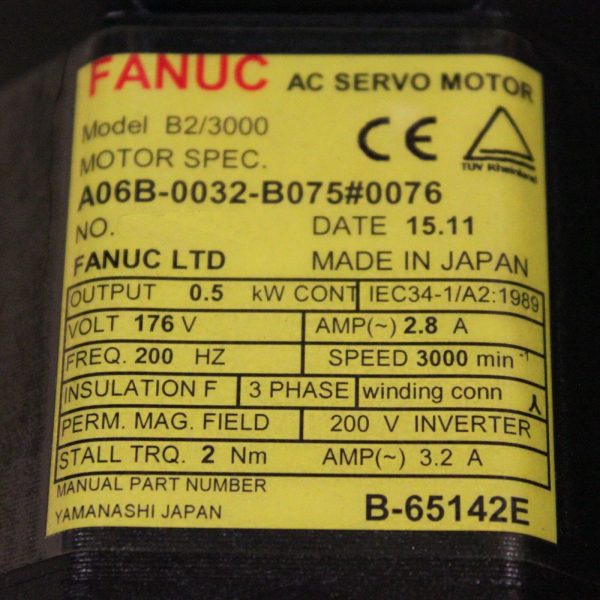 FANUC AC SERVO MOTOR
Model B2/3000
MOTOR SPEC.
A06B-0032-B075#0076
CE
TUV Rheinland
NO. DATE 15.11
FANUC LTD MADE IN JAPAN
OUTPUT 0.5 kW CONT IEC34-1/A2:1989
VOLT 176 V AMP(~) 2.8 A
FREQ. 200 HZ SPEED 3000 min⁻¹
INSULATION F 3 PHASE winding conn
PERM. MAG. FIELD 200 V INVERTER
STALL TRQ. 2 Nm AMP(~) 3.2 A
MANUAL PART NUMBER
YAMANASHI JAPAN B-65142E